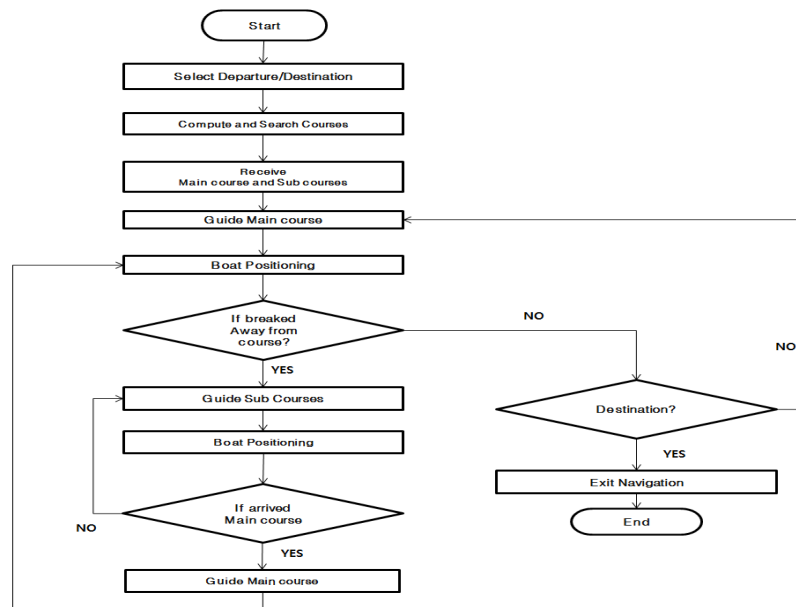 Start
Select Departure/Destination
Compute and Search Courses
Receive
Main course and Sub courses
Guide Main course
Boat Positioning
If breaked
Away from
course?
NO
NO
YES
Guide Sub Courses
Destination?
Boat Positioning
YES
Exit Navigation
If arrived
Main course
NO
End
YES
Guide Main course